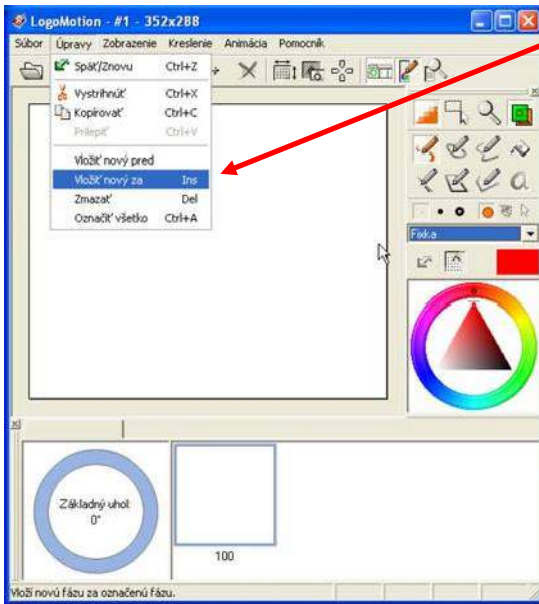 LogoMotion - #1 - 352x288
Súbor Úpravy Zobrazenie Kreslenie Animácia Pomocník
Späť/Znovu Ctrl+Z
Vystrihnúť Ctrl+X
Kopírovať Ctrl+C
Prilepiť Ctrl+V
Vložiť nový pred
Vložiť nový za Ins
Zmazať Del
Označiť všetko Ctrl+A
Fixka
Základný uhol:
0°
100
Vloží novú fázu za označenú fázu.